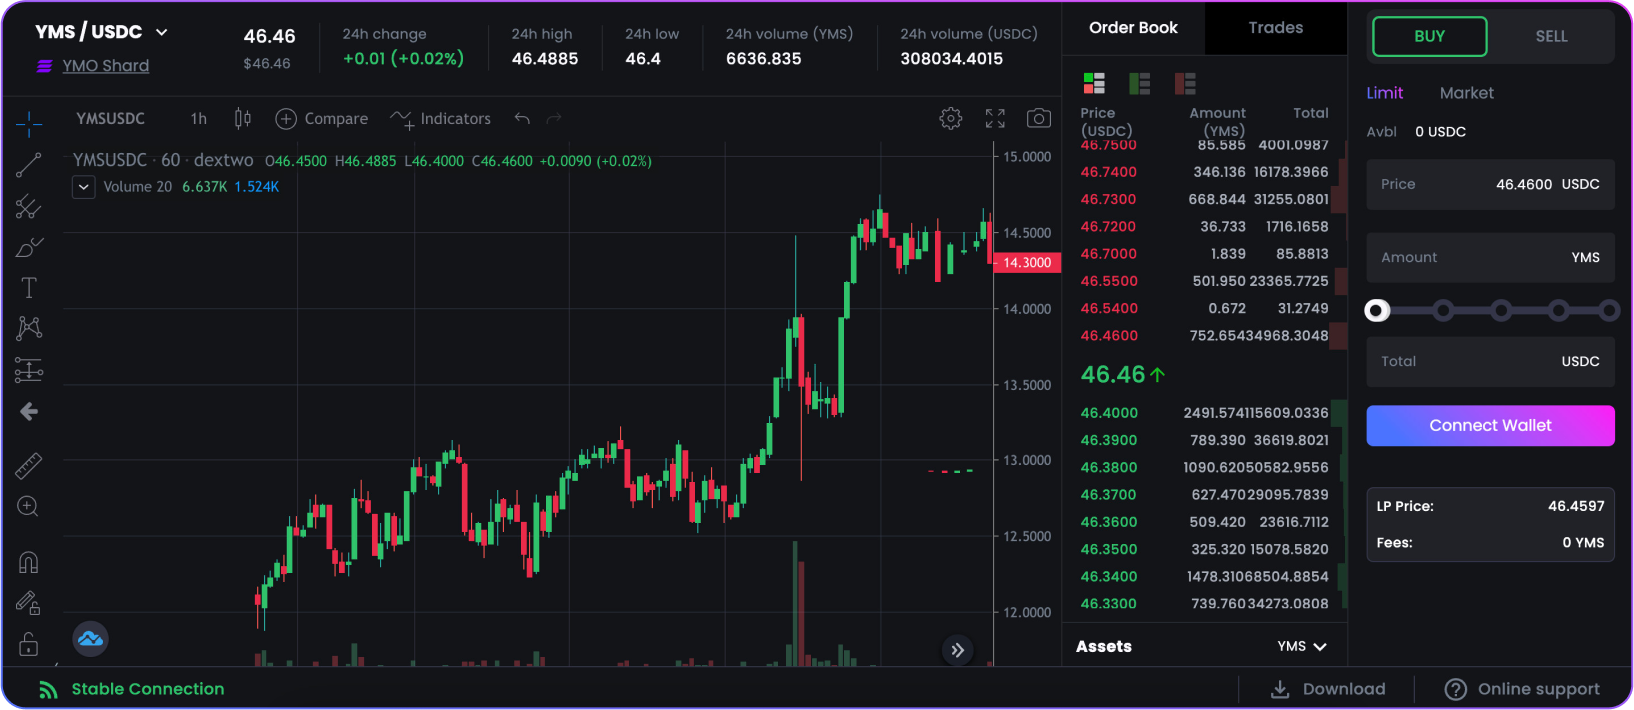 YMS / USDC
YMO Shard
46.46
$46.46
24h change
+0.01 (+0.02%)
24h high
46.4885
24h low
46.4
24h volume (YMS)
6636.835
24h volume (USDC)
308034.4015
Order Book
Trades
BUY
SELL
YMSUSDC
1h
Compare
Indicators
YMSUSDC · 60 · dextwo O46.4500 H46.4885 L46.4000 C46.4600 +0.0090 (+0.02%)
Volume 20 6.637K 1.524K
15.0000
14.5000
14.3000
14.0000
13.5000
13.0000
12.5000
12.0000
Price (USDC) Amount (YMS) Total
46.7500 85.585 4001.0987
46.7400 346.136 16178.3966
46.7300 668.844 31255.0801
46.7200 36.733 1716.1658
46.7000 1.839 85.8813
46.5500 501.950 23365.7725
46.5400 0.672 31.2749
46.4600 752.654 34968.3048
46.46
46.4000 2491.574 115609.0336
46.3900 789.390 36619.8021
46.3800 1090.620 50582.9556
46.3700 627.470 29095.7839
46.3600 509.420 23616.7112
46.3500 325.320 15078.5820
46.3400 1478.310 68504.8854
46.3300 739.760 34273.0808
Assets
YMS
Limit
Market
Avbl 0 USDC
Price 46.4600 USDC
Amount YMS
Total USDC
Connect Wallet
LP Price: 46.4597
Fees: 0 YMS
Stable Connection
Download
Online support